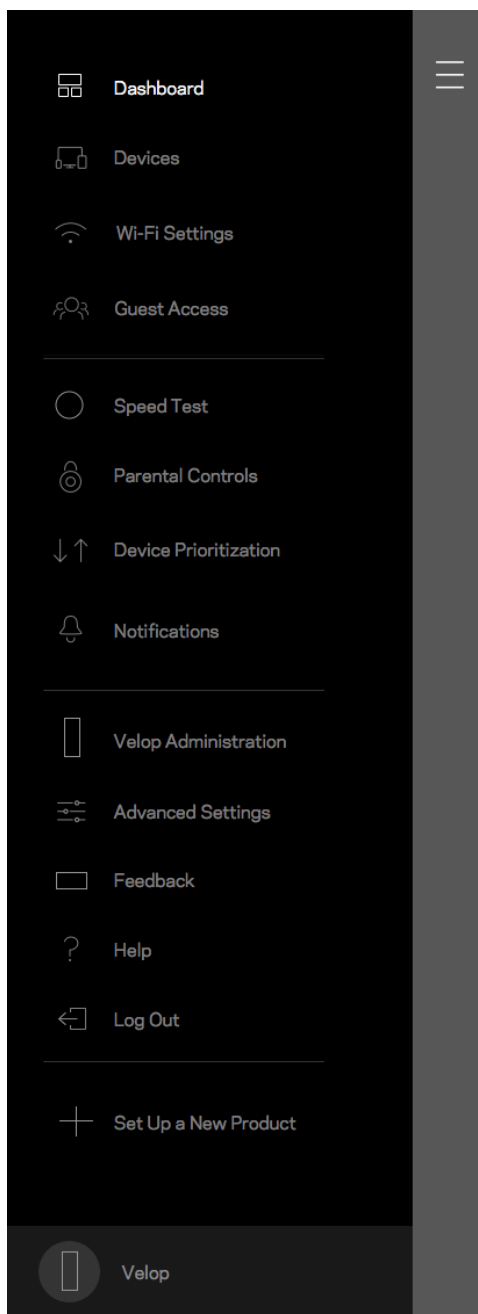 Dashboard
Devices
Wi-Fi Settings
Guest Access
Speed Test
Parental Controls
Device Prioritization
Notifications
Velop Administration
Advanced Settings
Feedback
Help
Log Out
Set Up a New Product
Velop